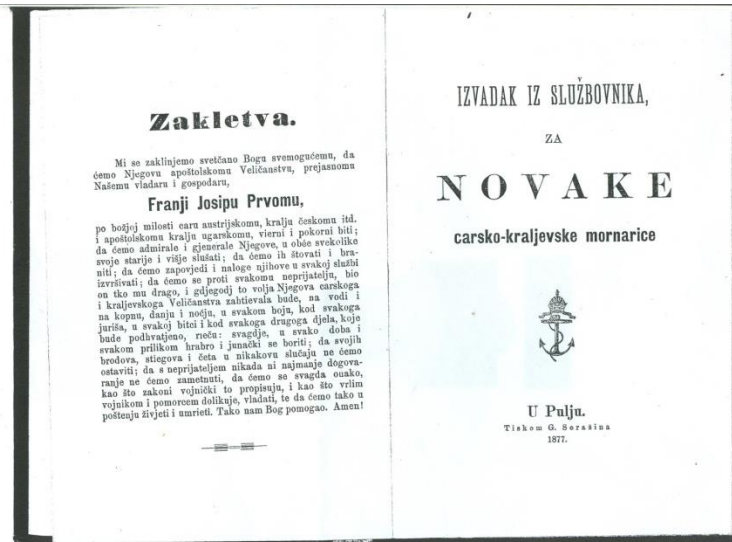 Zakletva.
Mi se zaklinjemo svetčano Bogu svemogućemu, da
ćemo Njegovu apoštolskomu Veličanstvu, prejasnomu
Našemu vladaru i gospodaru,
Franji Josipu Prvomu,
po božjoj milosti caru austrijskomu, kralju českomu itd.
i apoštolskomu kralju ugarskomu, vierni i pokorni biti;
da ćemo admirale i gjenerale Njegove, u obće svekolike
svoje starije i višje slušati; da ćemo ih štovati i bra-
niti; da ćemo zapovjedi i naloge njihove u svakoj službi
izvršivati; da ćemo se proti svakomu neprijatelju, bio
on tko mu drago, i gdjegodj to volja Njegova carskoga
i kraljevskoga Veličanstva zahtievala bude, na vodi i
na kopnu, danju i noćju, u svakom boju, kod svakoga
juriša, u svakoj bitci i kod svakoga drugoga djela, koje
bude podhvatjeno, rieču: svagdje, u svako doba i
svakom prilikom hrabro i junački se boriti; da svojih
brodova, stiegova i četa u nikakovu slučaju ne ćemo
ostaviti; da s neprijateljem nikada ni najmanje dogova-
ranje ne ćemo zametnuti, da ćemo se svagda onako,
kao što zakoni vojnički to propisuju, i kao što vrlim
vojnikom i pomorcem dolikuje, vladati, te da ćemo tako u
poštenju živjeti i umrieti. Tako nam Bog pomogao. Amen!
IZVADAK IZ SLUŽBOVNIKA,
ZA
NOVAKE
carsko-kraljevske mornarice
U Pulju.
Tiskom G. Serašina
1877.